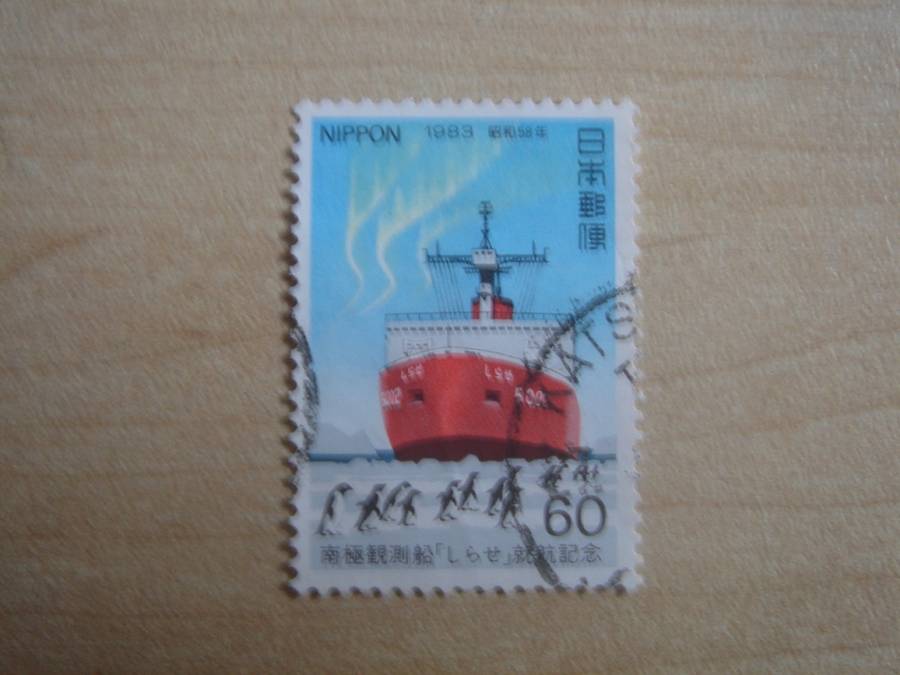 NIPPON 1983 昭和58年
日本郵便
しらせ しらせ
5002 5002
60
南極観測船「しらせ」就航記念